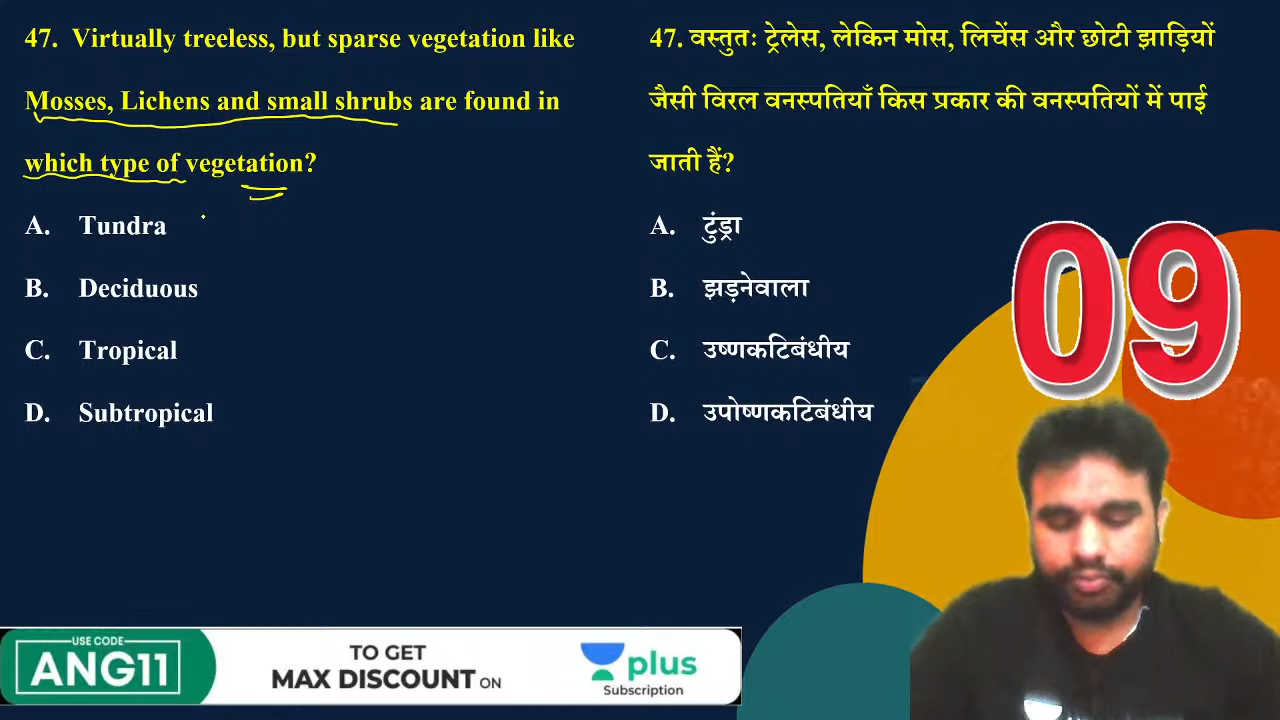 47. Virtually treeless, but sparse vegetation like
Mosses, Lichens and small shrubs are found in
which type of vegetation?
A. Tundra
B. Deciduous
C. Tropical
D. Subtropical
47. वस्तुतः ट्रेलेस, लेकिन मोस, लिचेंस और छोटी झाड़ियों
जैसी विरल वनस्पतियाँ किस प्रकार की वनस्पतियों में पाई
जाती हैं?
A. टुंड्रा
B. झड़नेवाला
C. उष्णकटिबंधीय
D. उपोष्णकटिबंधीय
09
USE CODE
ANG11
TO GET
MAX DISCOUNT ON
plus
Subscription